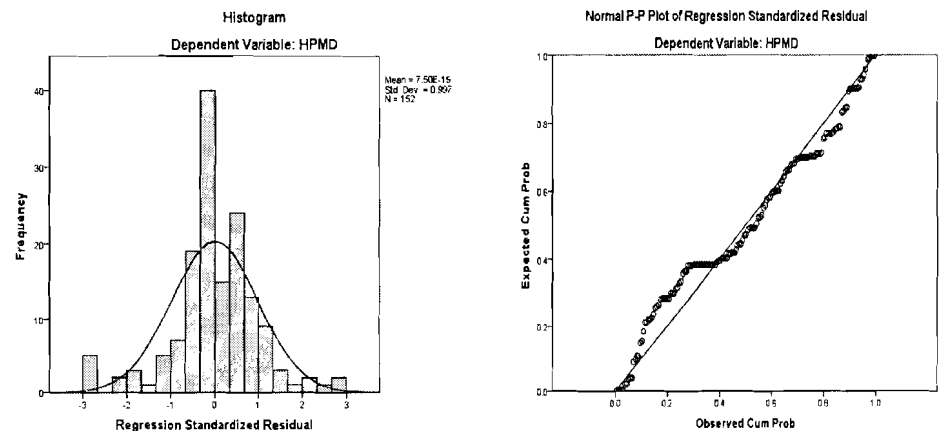 Histogram
Dependent Variable: HPMD
Mean = 7.50E-15
Std. Dev. = 0.997
N = 152
Frequency
40
30
20
10
0
-3
-2
-1
0
1
2
3
Regression Standardized Residual
Normal P-P Plot of Regression Standardized Residual
Dependent Variable: HPMD
Expected Cum Prob
1.0
0.8
0.6
0.4
0.2
0.0
0.0
0.2
0.4
0.6
0.8
1.0
Observed Cum Prob